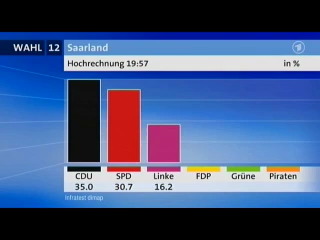 WAHL 12 Saarland
Hochrechnung 19:57 in %
CDU SPD Linke FDP Grüne Piraten
35.0 30.7 16.2
Infratest dimap